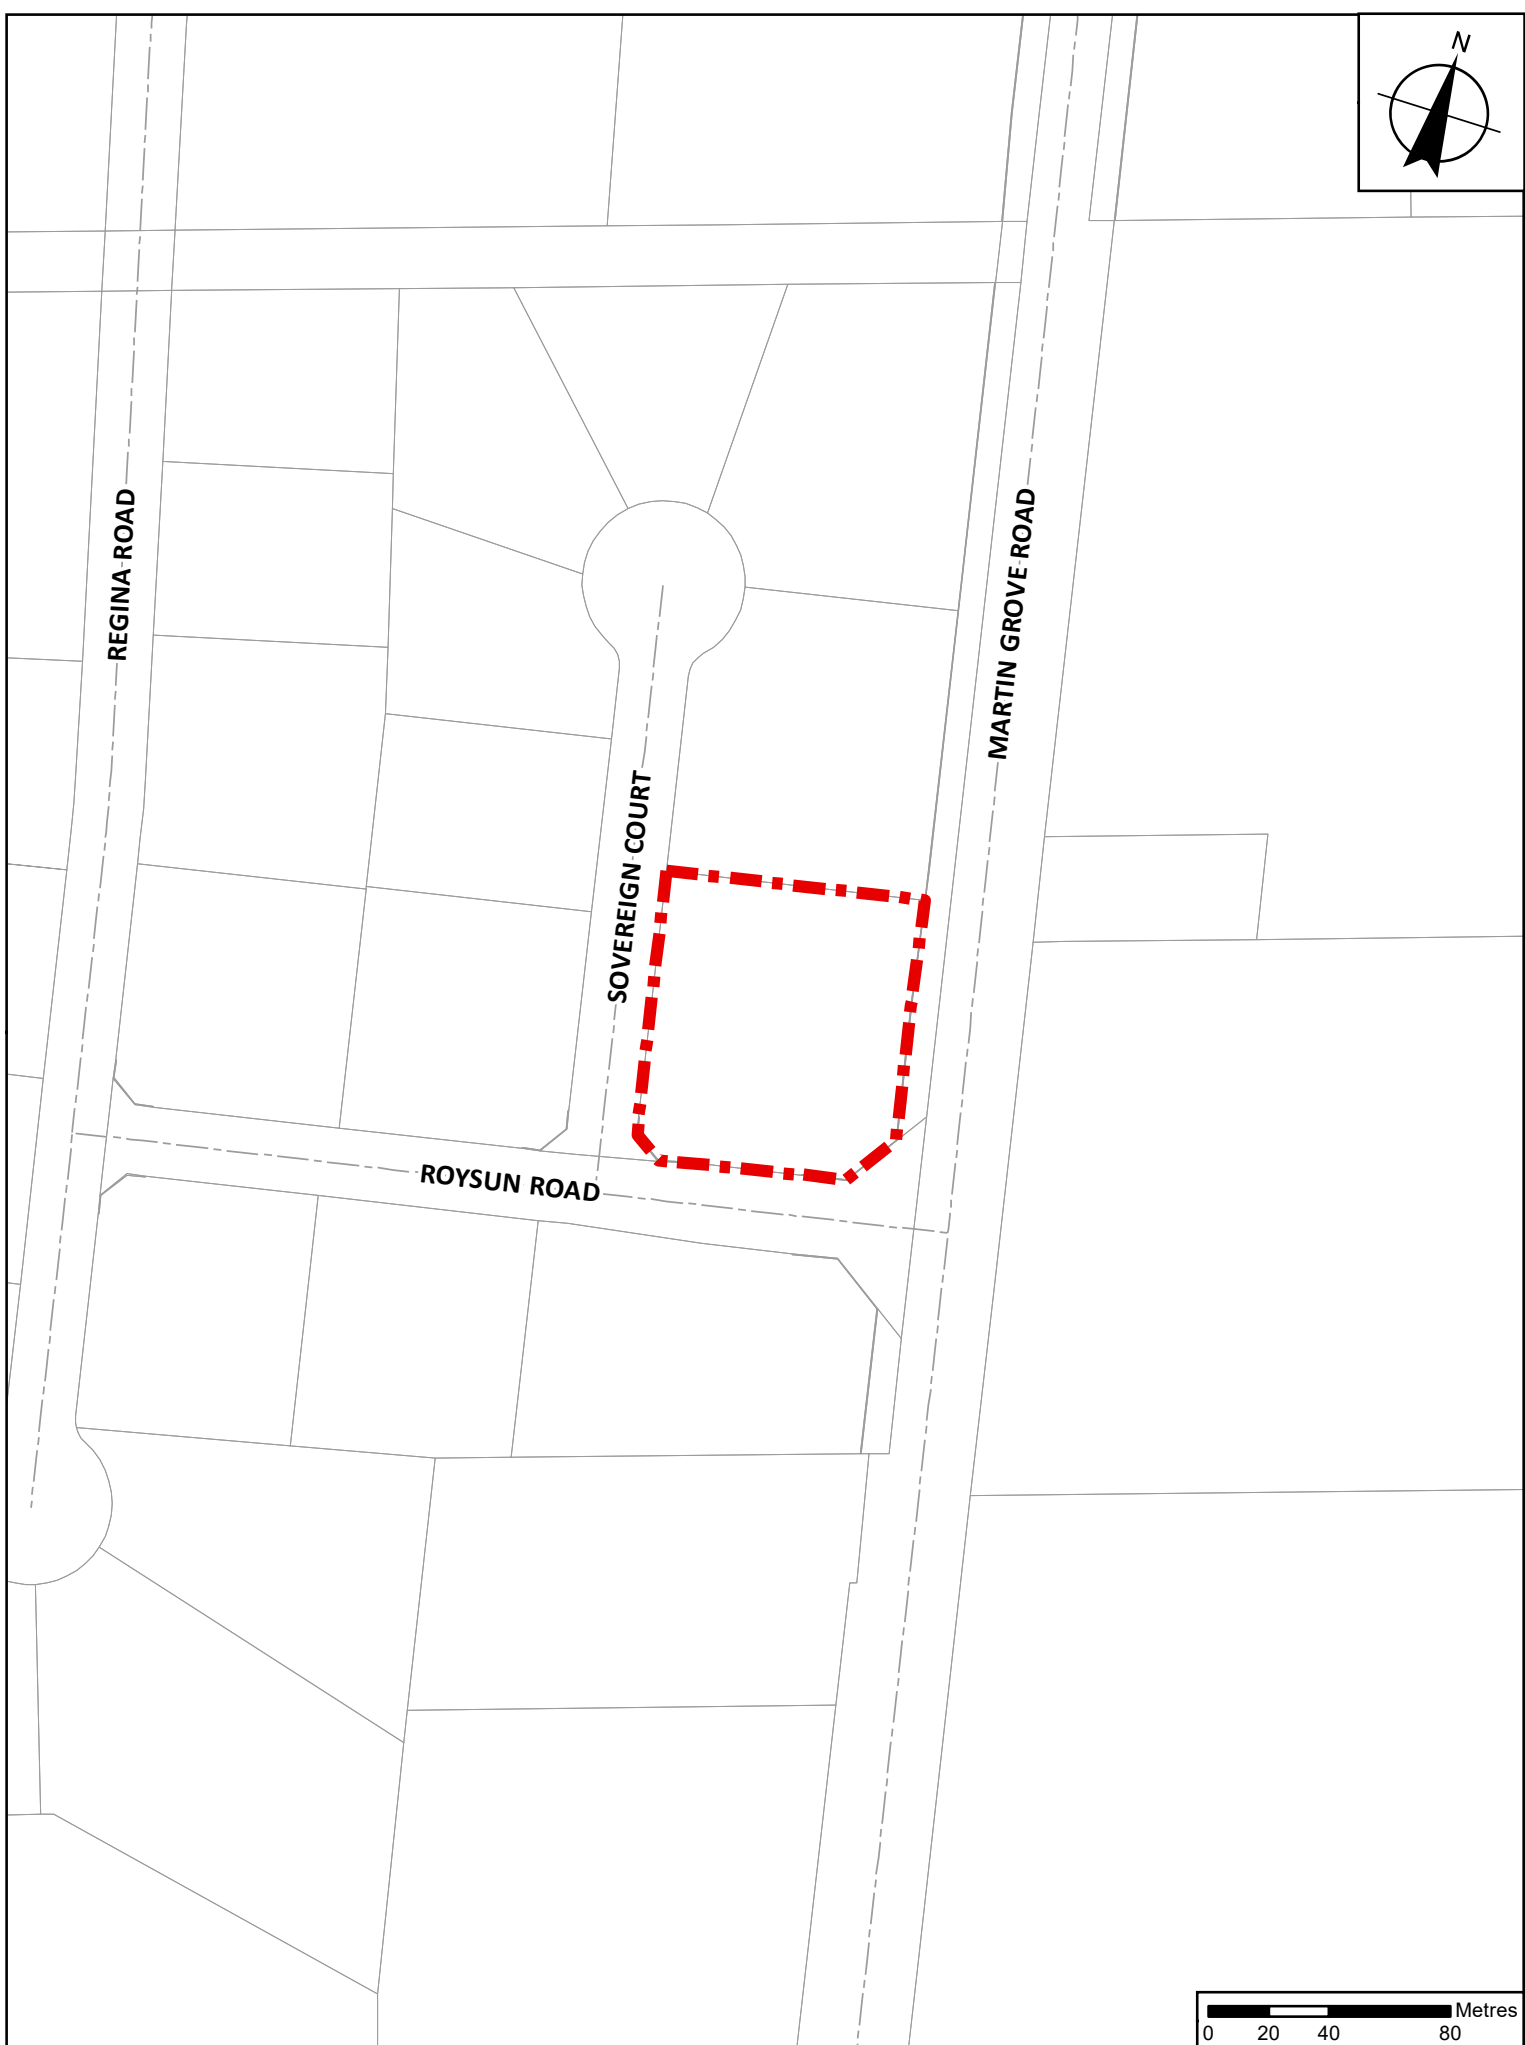 N
REGINA ROAD
MARTIN GROVE ROAD
SOVEREIGN COURT
ROYSUN ROAD
Metres
0 20 40 80